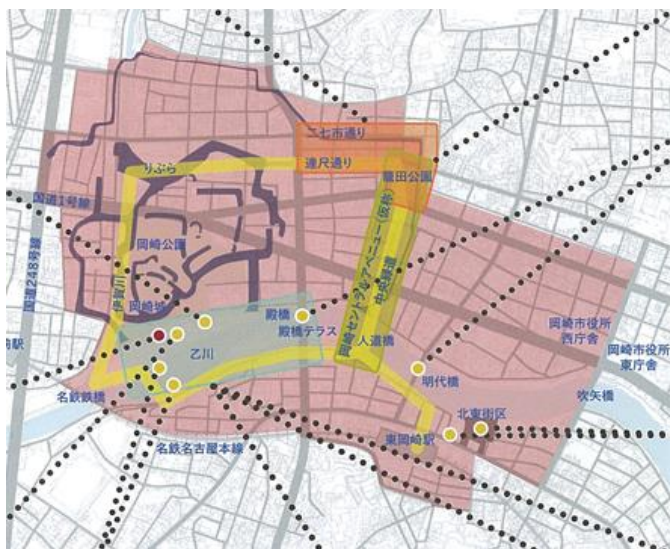 二七市通り
りぶら
連尺通り
籠田公園
国道1号線
岡崎公園
岡崎セントラルアベニュー(仮称)
中央緑道
国道248号線
伊賀川
岡崎城
殿橋
殿橋テラス
人道橋
乙川
岡崎市役所
西庁舎
岡崎市役所
東庁舎
明代橋
吹矢橋
名鉄鉄橋
北東街区
東岡崎駅
名鉄名古屋本線